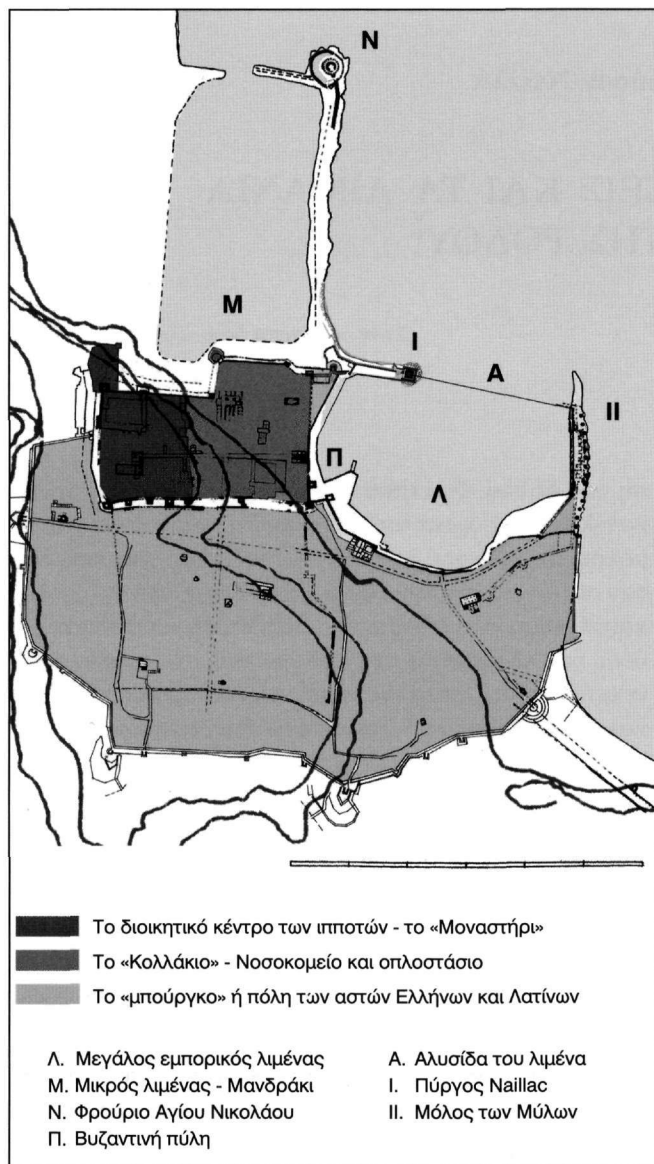 N
M
I
A
II
Π
Λ
Το διοικητικό κέντρο των ιπποτών - το «Μοναστήρι»
Το «Κολλάκιο» - Νοσοκομείο και οπλοστάσιο
Το «μπούργκο» ή πόλη των αστών Ελλήνων και Λατίνων
Λ. Μεγάλος εμπορικός λιμένας
Μ. Μικρός λιμένας - Μανδράκι
Ν. Φρούριο Αγίου Νικολάου
Π. Βυζαντινή πύλη
Α. Αλυσίδα του λιμένα
Ι. Πύργος Naillac
ΙΙ. Μόλος των Μύλων